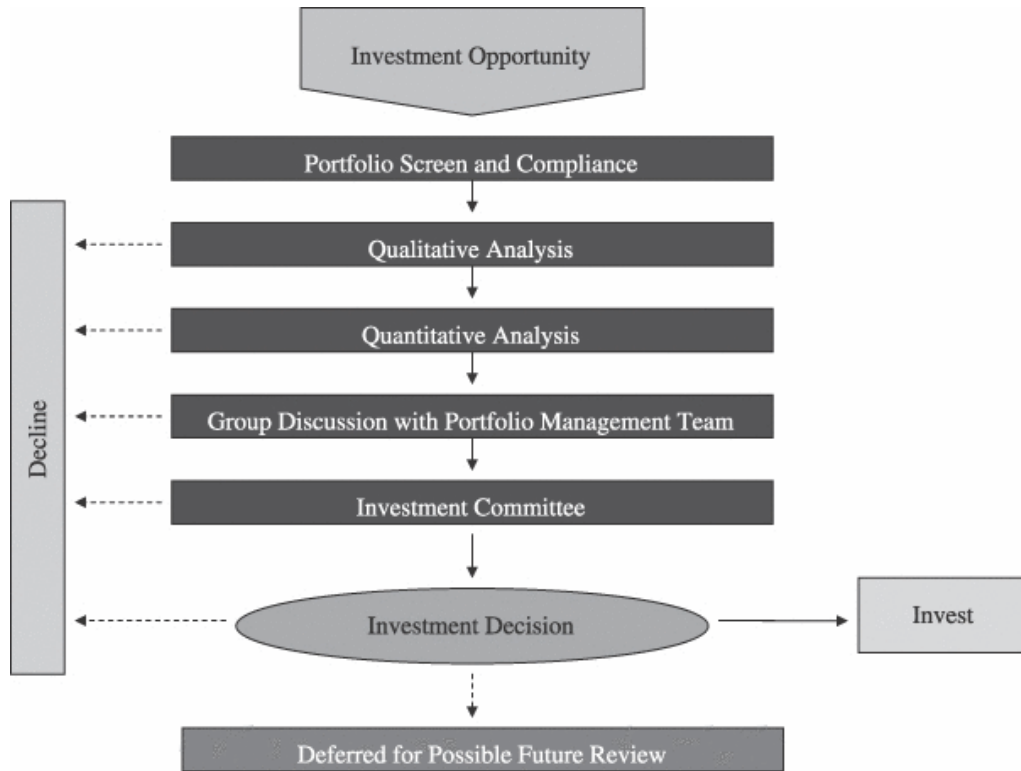 Investment Opportunity
Portfolio Screen and Compliance
Qualitative Analysis
Quantitative Analysis
Group Discussion with Portfolio Management Team
Investment Committee
Decline
Investment Decision
Invest
Deferred for Possible Future Review